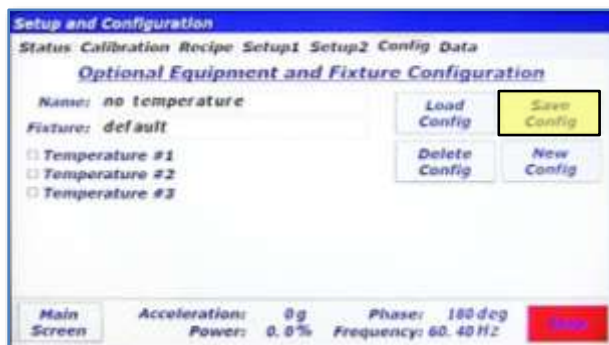 Setup and Configuration
Status Calibration Recipe Setup1 Setup2 Config Data
Optional Equipment and Fixture Configuration
Name: no temperature
Fixture: default
Load Config
Save Config
Delete Config
New Config
Temperature #1
Temperature #2
Temperature #3
Main Screen
Acceleration: 0g
Phase: 180deg
Power: 0.0%
Frequency: 60.40HZ
Stop